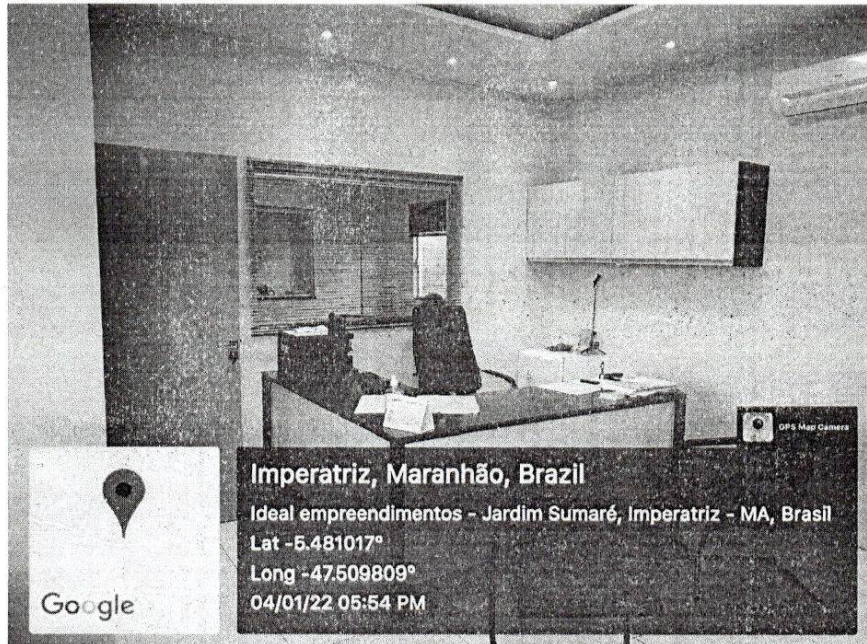 GPS Map Camera
Imperatriz, Maranhão, Brazil
Ideal empreendimentos - Jardim Sumaré, Imperatriz - MA, Brasil
Lat -5.481017°
Long -47.509809°
04/01/22 05:54 PM
Google